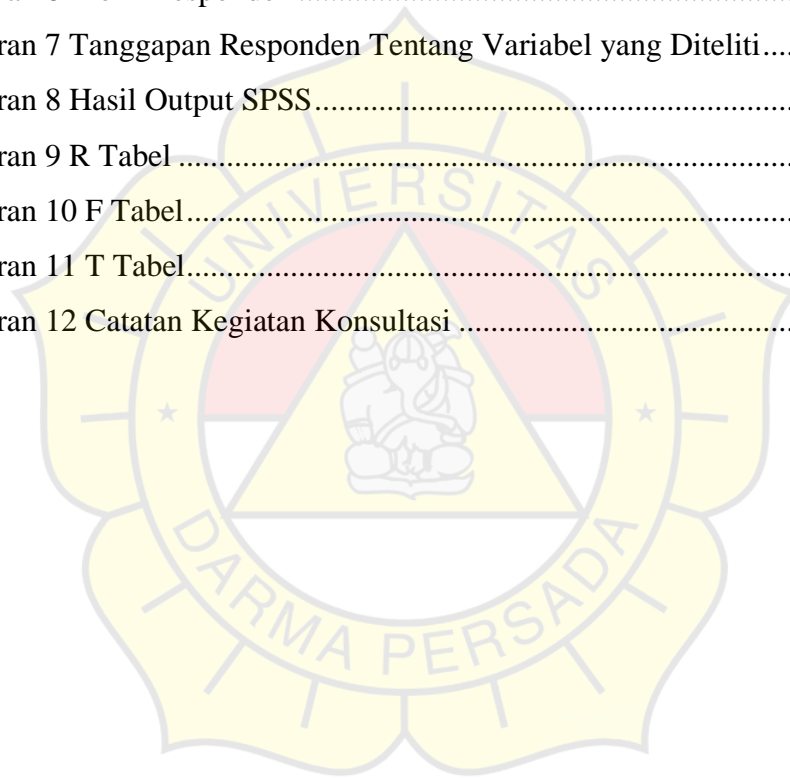 ran 7 Tanggapan Responden Tentang Variabel yang Diteliti....
ran 8 Hasil Output SPSS....................................................................................
ran 9 R Tabel ........................................................................................................
ran 10 F Tabel.......................................................................................................
ran 11 T Tabel.......................................................................................................
ran 12 Catatan Kegiatan Konsultasi .........................................................
UNIVERSITAS
DARMA PERSADA